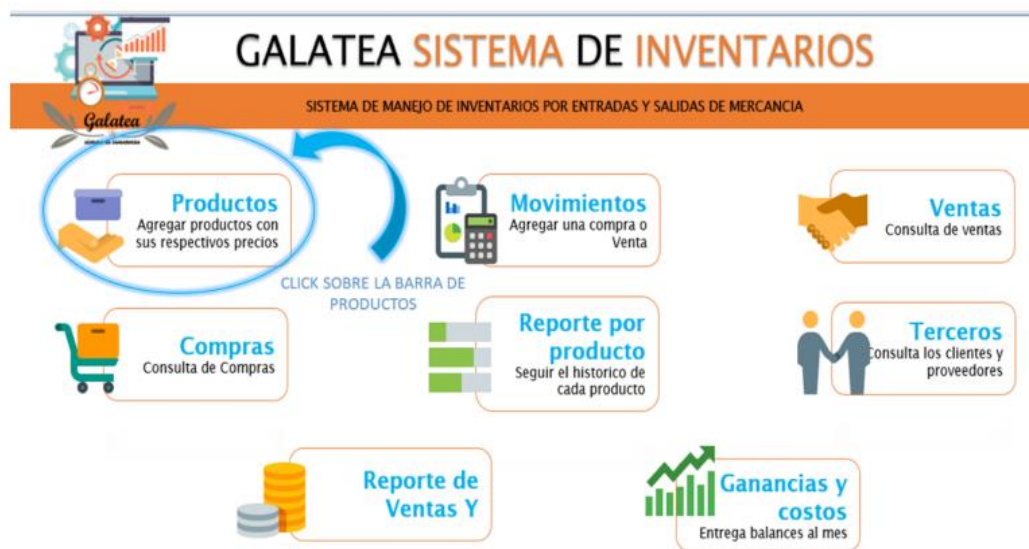 GALATEA SISTEMA DE INVENTARIOS
SISTEMA DE MANEJO DE INVENTARIOS POR ENTRADAS Y SALIDAS DE MERCANCIA
Galatea
Productos
Agregar productos con
sus respectivos precios
Movimientos
Agregar una compra o
Venta
Ventas
Consulta de ventas
CLICK SOBRE LA BARRA DE
PRODUCTOS
Compras
Consulta de Compras
Reporte por
producto
Seguir el historico de
cada producto
Terceros
Consulta los clientes y
proveedores
Reporte de
Ventas Y
Ganancias y
costos
Entrega balances al mes